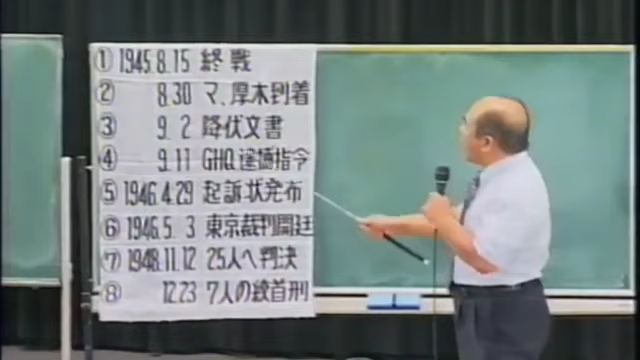 ① 1945.8.15 終戦
② 8.30 マ、厚木到着
③ 9.2 降伏文書
④ 9.11 GHQ逮捕指令
⑤ 1946.4.29 起訴状発布
⑥ 1946.5.3 東京裁判開廷
⑦ 1948.11.12 25人へ判決
⑧ 12.23 7人の絞首刑